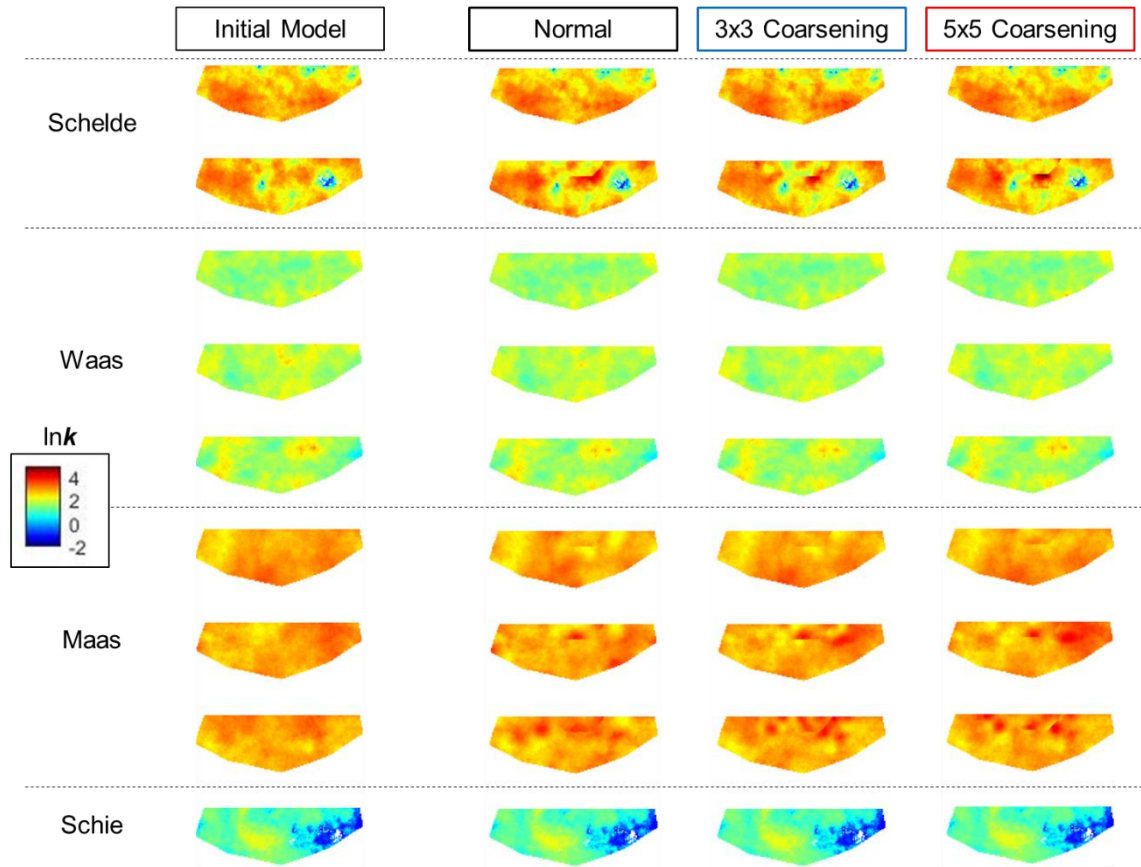 Initial Model
Normal
3x3 Coarsening
5x5 Coarsening
Schelde
Waas
lnk
4
2
0
-2
Maas
Schie